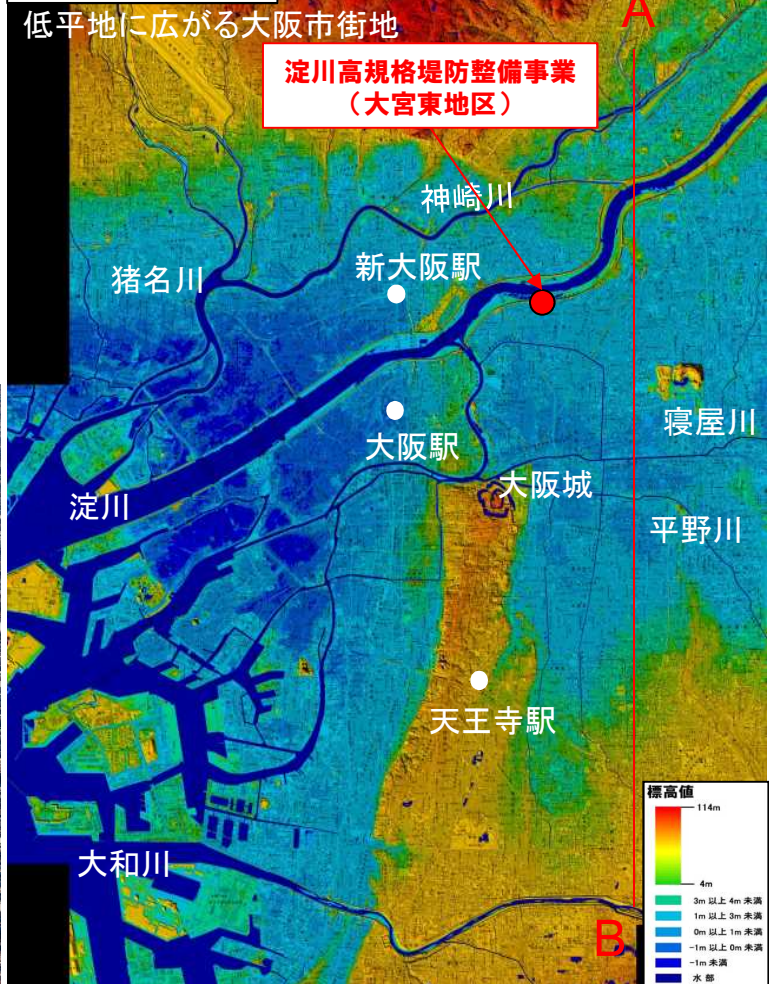 低平地に広がる大阪市街地
A
淀川高規格堤防整備事業
（大宮東地区）
神崎川
新大阪駅
猪名川
寝屋川
大阪駅
大阪城
淀川
平野川
天王寺駅
標高値
114m
4m
3m 以上 4m 未満
1m 以上 3m 未満
0m 以上 1m 未満
-1m 以上 0m 未満
-1m 未満
水 部
大和川
B